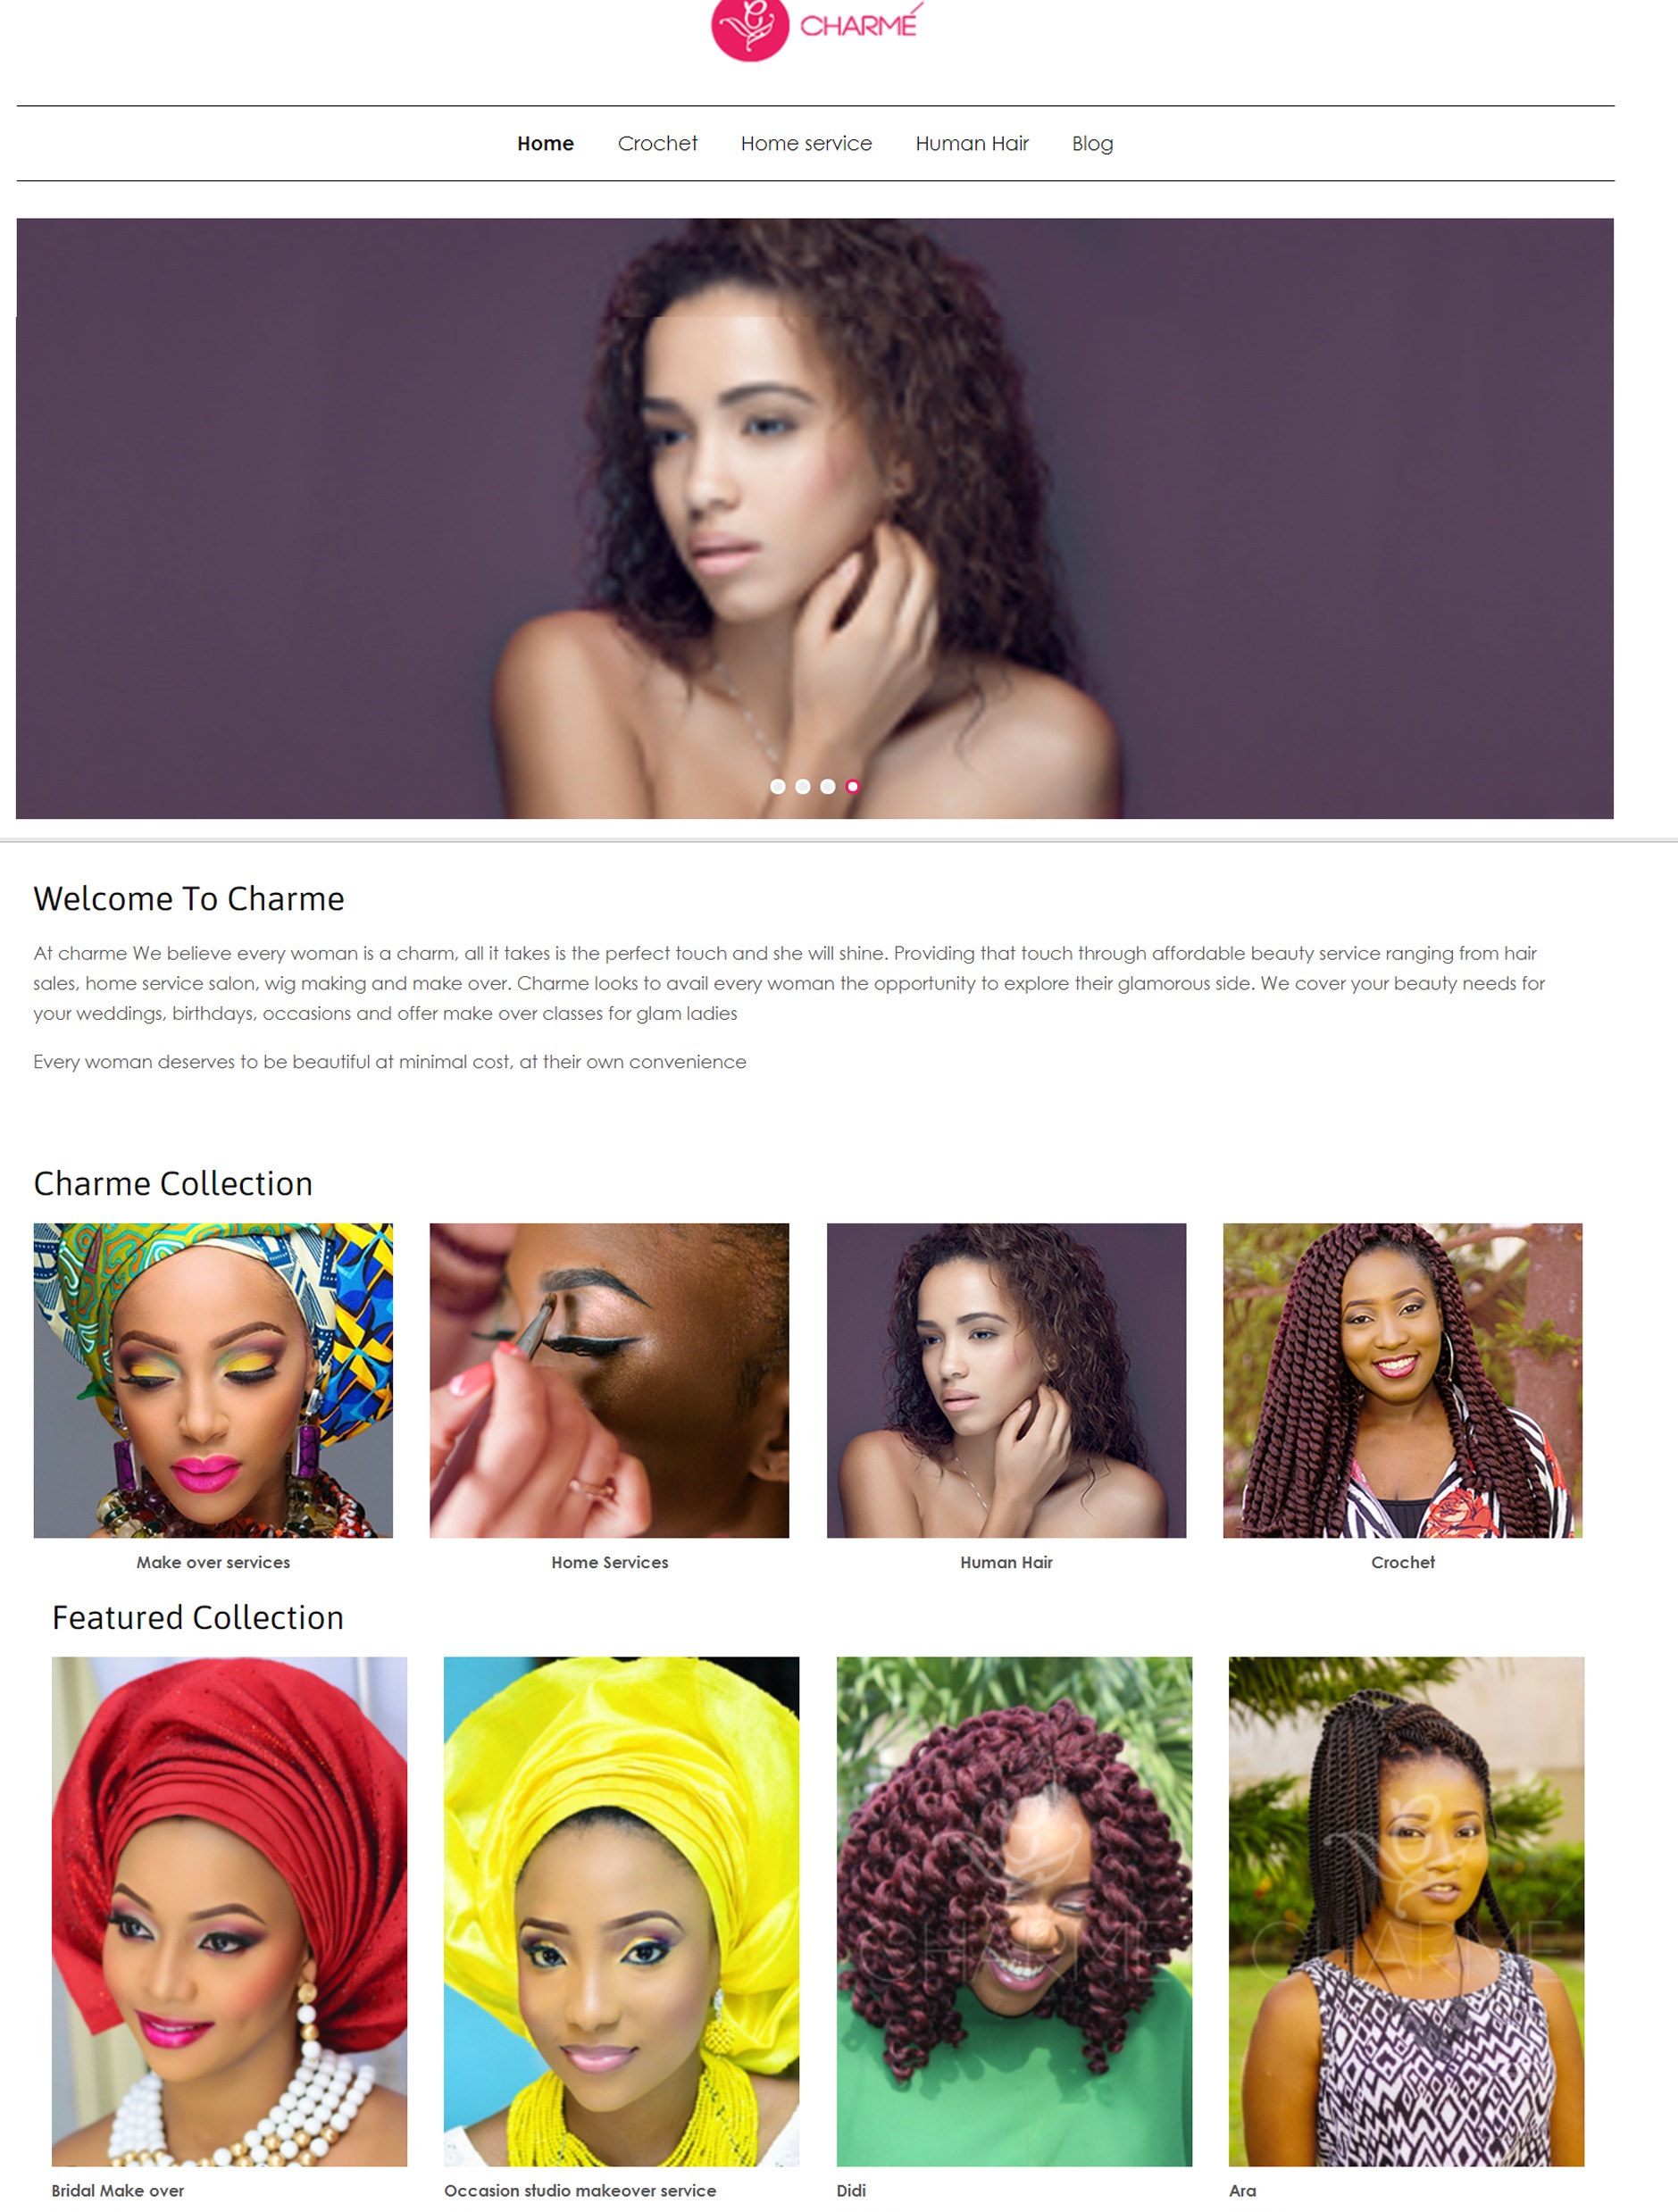 CHARMÉ
Home Crochet Home service Human Hair Blog
Welcome To Charme
At charme We believe every woman is a charm, all it takes is the perfect touch and she will shine. Providing that touch through affordable beauty service ranging from hair
sales, home service salon, wig making and make over. Charme looks to avail every woman the opportunity to explore their glamorous side. We cover your beauty needs for
your weddings, birthdays, occasions and offer make over classes for glam ladies
Every woman deserves to be beautiful at minimal cost, at their own convenience
Charme Collection
Make over services Home Services Human Hair Crochet
Featured Collection
CHARMÉ CHARMÉ
Bridal Make over Occasion studio makeover service Didi Ara